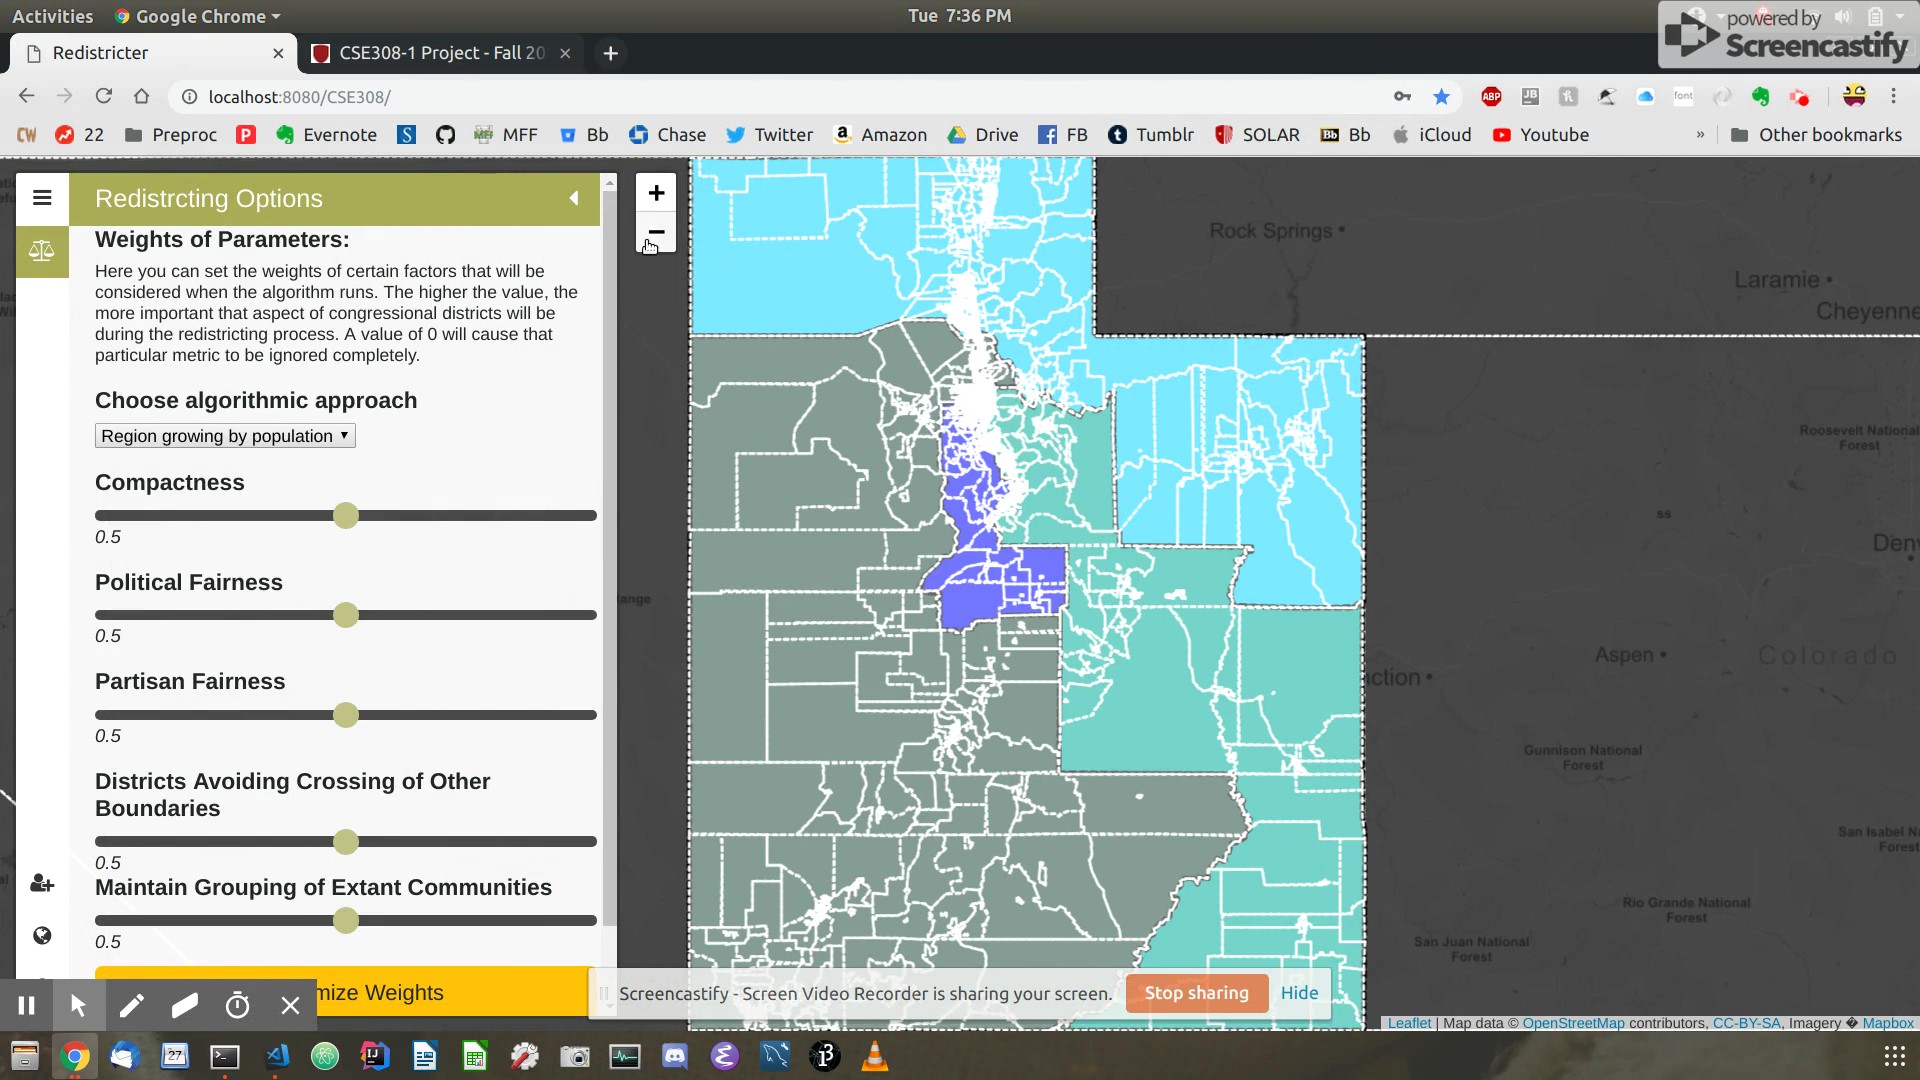 Activities
Google Chrome
Tue 7:36 PM
powered by
Screencastify
Redistricter
CSE308-1 Project - Fall 20
localhost:8080/CSE308/
ABP
JB
font
CW
22
Preproc
Evernote
MFF
Bb
Chase
Twitter
Amazon
Drive
FB
Tumblr
SOLAR
Bb
iCloud
Youtube
»
Other bookmarks
Redistrcting Options
+
−
Weights of Parameters:
Here you can set the weights of certain factors that will be
considered when the algorithm runs. The higher the value, the
more important that aspect of congressional districts will be
during the redistricting process. A value of 0 will cause that
particular metric to be ignored completely.
Choose algorithmic approach
Region growing by population
Compactness
0.5
Political Fairness
0.5
Partisan Fairness
0.5
Districts Avoiding Crossing of Other
Boundaries
0.5
Maintain Grouping of Extant Communities
0.5
mize Weights
Rock Springs
Laramie
Cheyenne
Roosevelt National
Forest
Den
Aspen
Colorado
ange
ction
Gunnison National
Forest
San Isabel N
Forest
Rio Grande National
Forest
San Juan National
Forest
Screencastify - Screen Video Recorder is sharing your screen.
Stop sharing
Hide
Leaflet | Map data © OpenStreetMap contributors, CC-BY-SA, Imagery � Mapbox
27